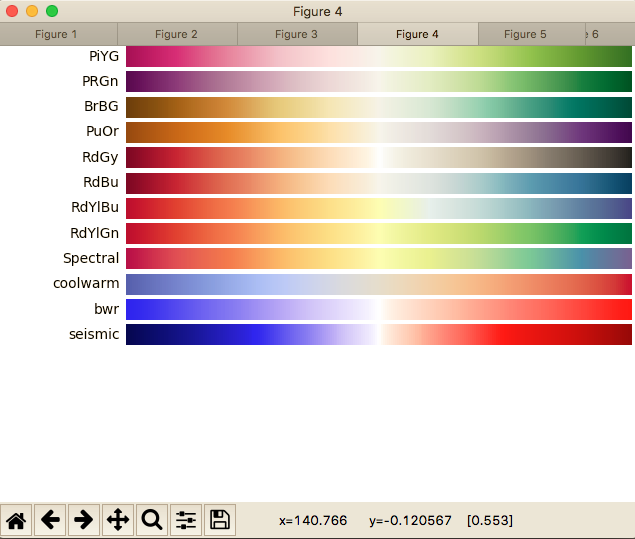 Figure 4
Figure 1 Figure 2 Figure 3 Figure 4 Figure 5 6
PiYG
PRGn
BrBG
PuOr
RdGy
RdBu
RdYlBu
RdYlGn
Spectral
coolwarm
bwr
seismic
x=140.766 y=-0.120567 [0.553]